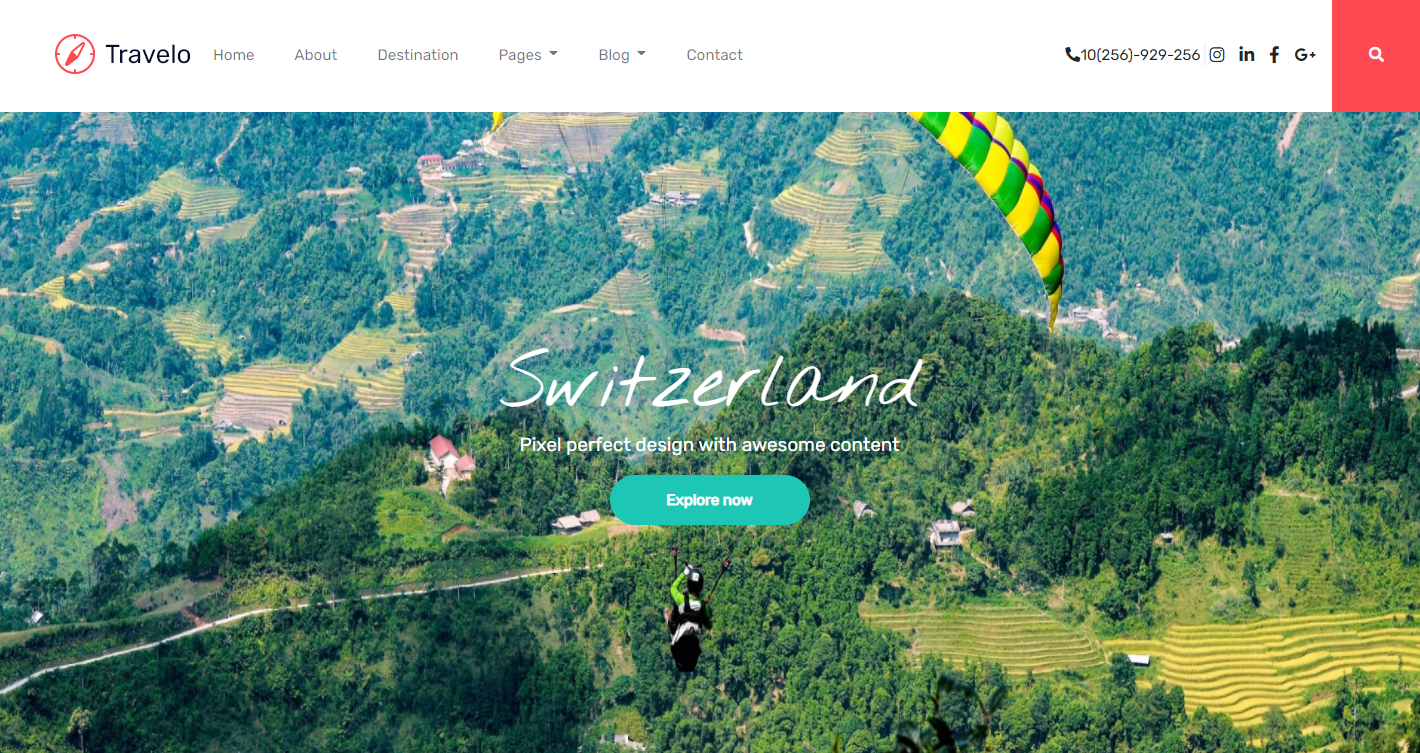 Travelo
Home About Destination Pages Blog Contact
10(256)-929-256
Switzerland
Pixel perfect design with awesome content
Explore now